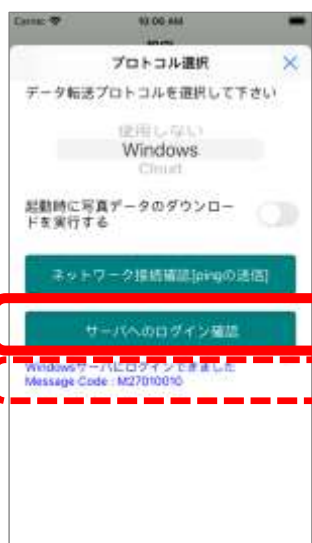 Carrier
10:06 AM
プロトコル選択
データ転送プロトコルを選択して下さい
使用しない
Windows
Cloud
起動時に写真データのダウンロー
ドを実行する
ネットワーク接続確認[pingの送信]
サーバへのログイン確認
Windowsサーバにログインできました
Message Code : M27010010